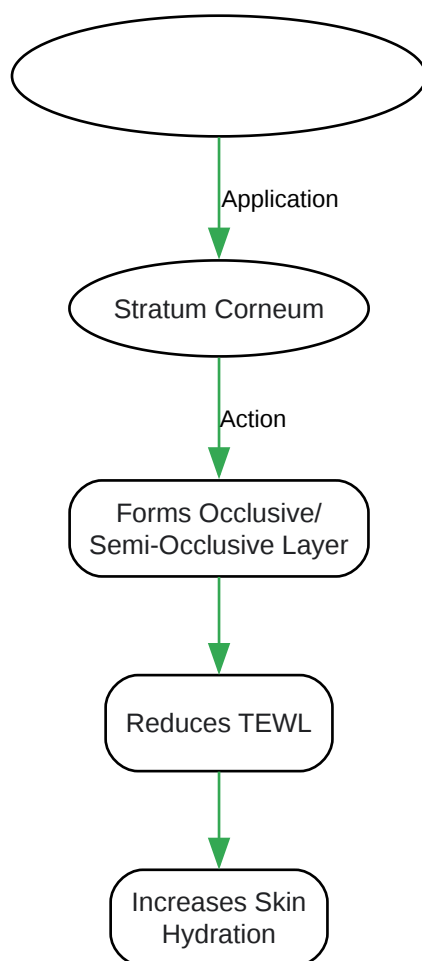 Application
Stratum Corneum
Action
Forms Occlusive/
Semi-Occlusive Layer
Reduces TEWL
Increases Skin
Hydration